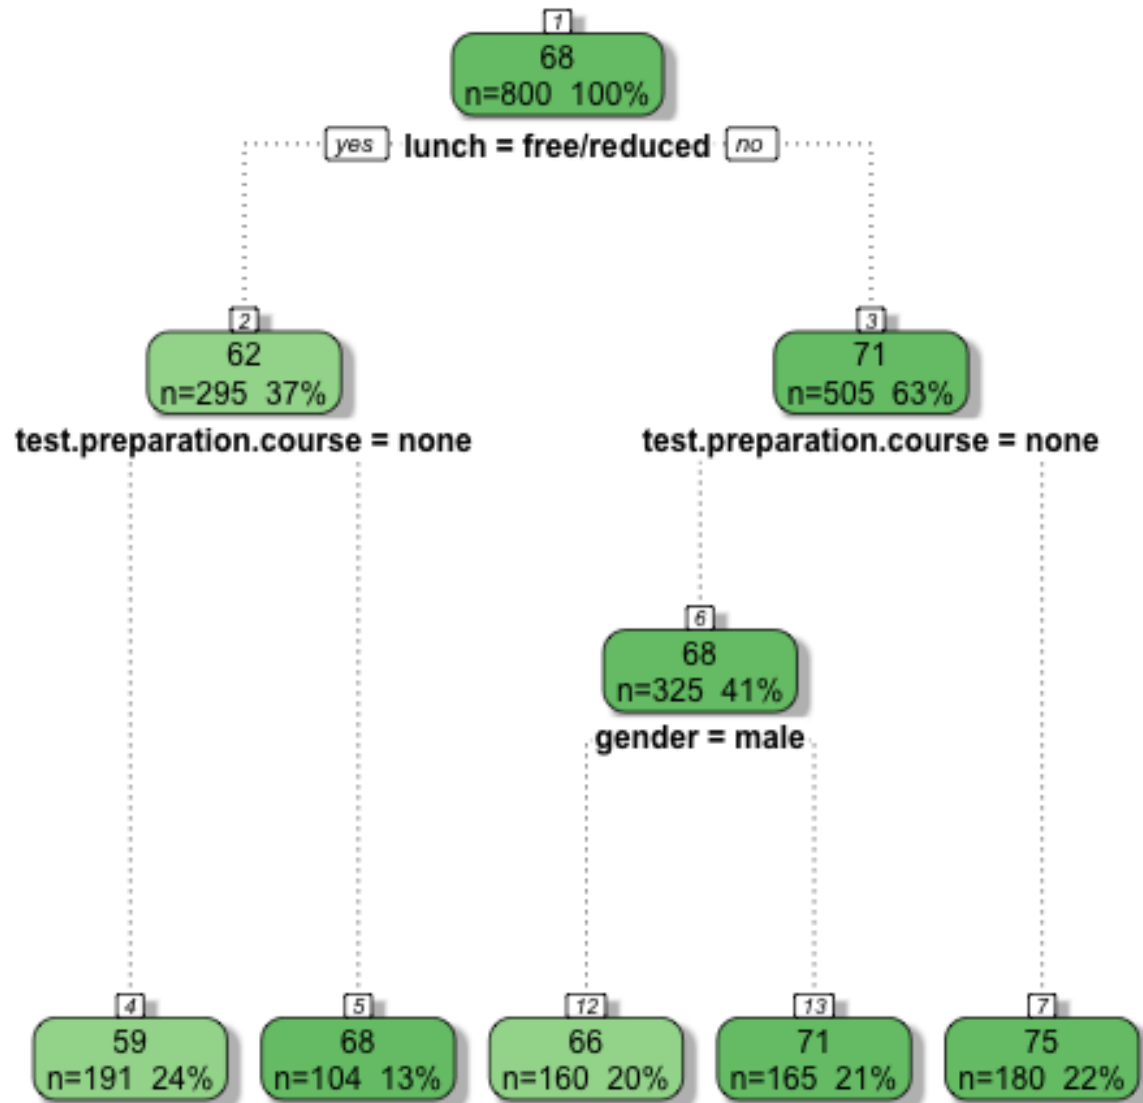 1
68
n=800 100%
yes lunch = free/reduced no
2
62
n=295 37%
3
71
n=505 63%
test.preparation.course = none
test.preparation.course = none
6
68
n=325 41%
gender = male
4
59
n=191 24%
5
68
n=104 13%
12
66
n=160 20%
13
71
n=165 21%
7
75
n=180 22%